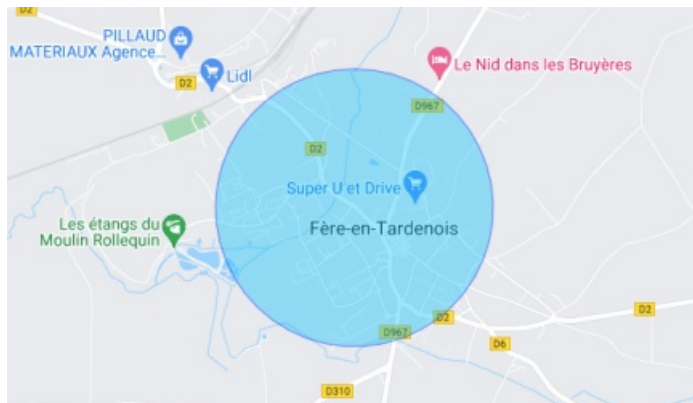 D2
PILLAUD
MATERIAUX Agence...
D2
Lidl
Le Nid dans les Bruyères
D967
D2
Super U et Drive
Les étangs du
Moulin Rollequin
Fère-en-Tardenois
D2
D2
D967
D6
D310